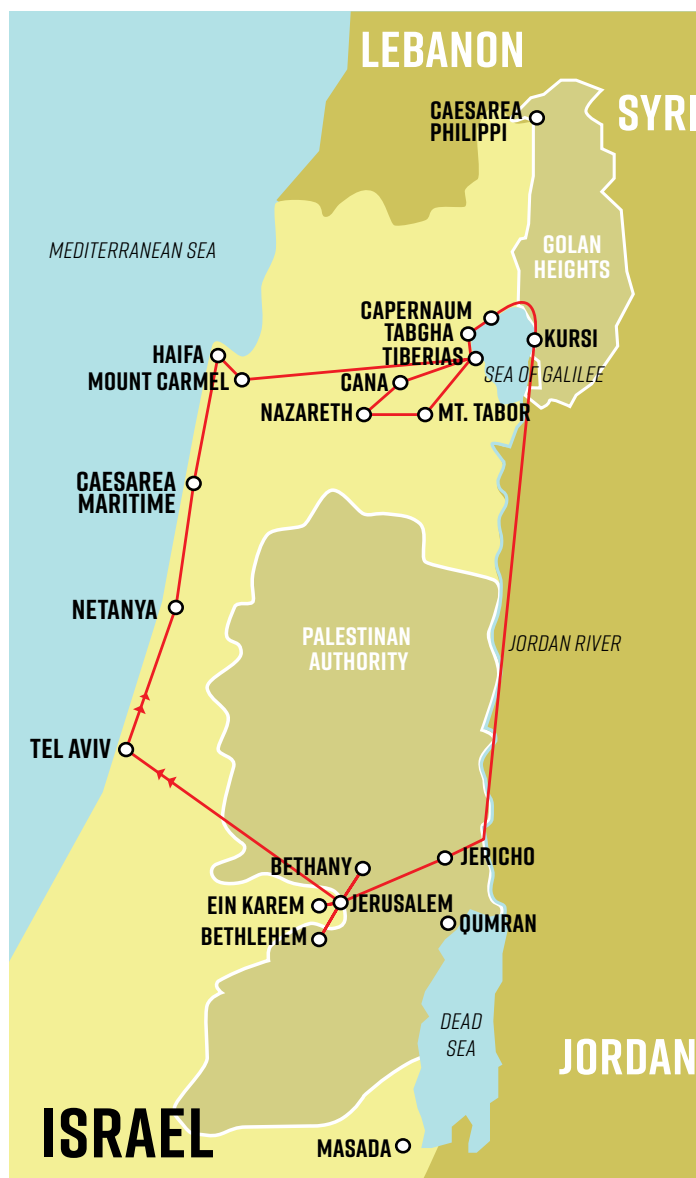 LEBANON
CAESAREA
PHILIPPI
SYRI
MEDITERRANEAN SEA
GOLAN
HEIGHTS
CAPERNAUM
TABGHA
KURSI
HAIFA
TIBERIAS
SEA OF GALILEE
MOUNT CARMEL
CANA
NAZARETH
MT. TABOR
CAESAREA
MARITIME
NETANYA
PALESTINAN
AUTHORITY
JORDAN RIVER
TEL AVIV
JERICHO
BETHANY
EIN KAREM
JERUSALEM
QUMRAN
BETHLEHEM
DEAD
SEA
JORDAN
ISRAEL
MASADA